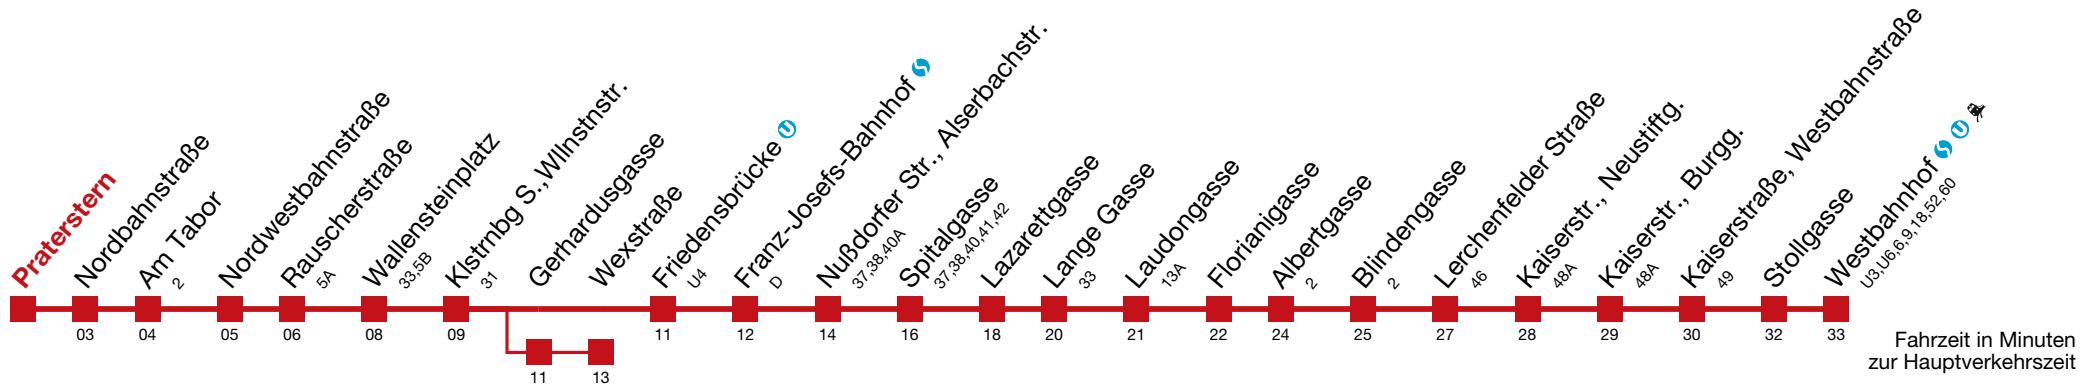 Praterstern
Nordbahnstraße
Am Tabor
2
Nordwestbahnstraße
Rauscherstraße
5A
Wallensteinplatz
33,5B
Klstrnbg S., Wllnstnstr.
31
Gerhardusgasse
Wexstraße
Friedensbrücke U
U4
Franz-Josefs-Bahnhof
D
Nußdorfer Str., Alserbachstr.
37,38,40A
Spitalgasse
37,38,40,41,42
Lazarettgasse
Lange Gasse
33
Laudongasse
13A
Florianigasse
Albertgasse
2
Blindengasse
2
Lerchenfelder Straße
46
Kaiserstr., Neustiftg.
48A
Kaiserstr., Burgg.
48A
Kaiserstraße, Westbahnstraße
49
Stollgasse
Westbahnhof U
U3,U6,6,9,18,52,60
03 04 05 06 08 09 11 12 14 16 18 20 21 22 24 25 27 28 29 30 32 33
11 13
Fahrzeit in Minuten
zur Hauptverkehrszeit